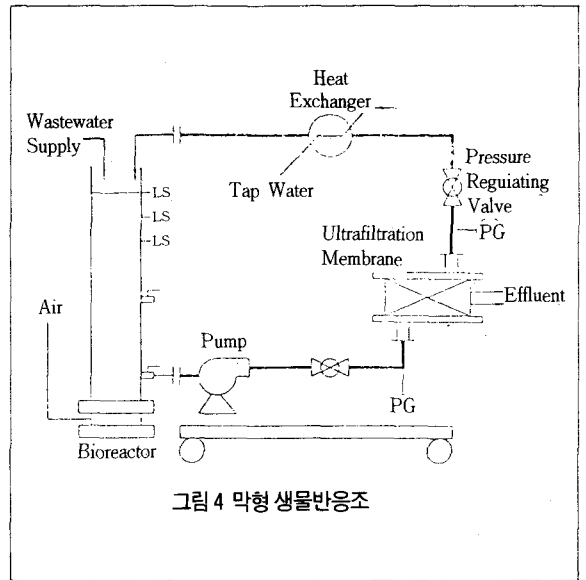 Heat
Exchanger
Wastewater
Supply
Tap Water
Pressure
Reguiating
Valve
LS
LS
LS
PG
Ultrafiltration
Membrane
Effluent
Air
Pump
PG
Bioreactor
그림 4 막형 생물반응조